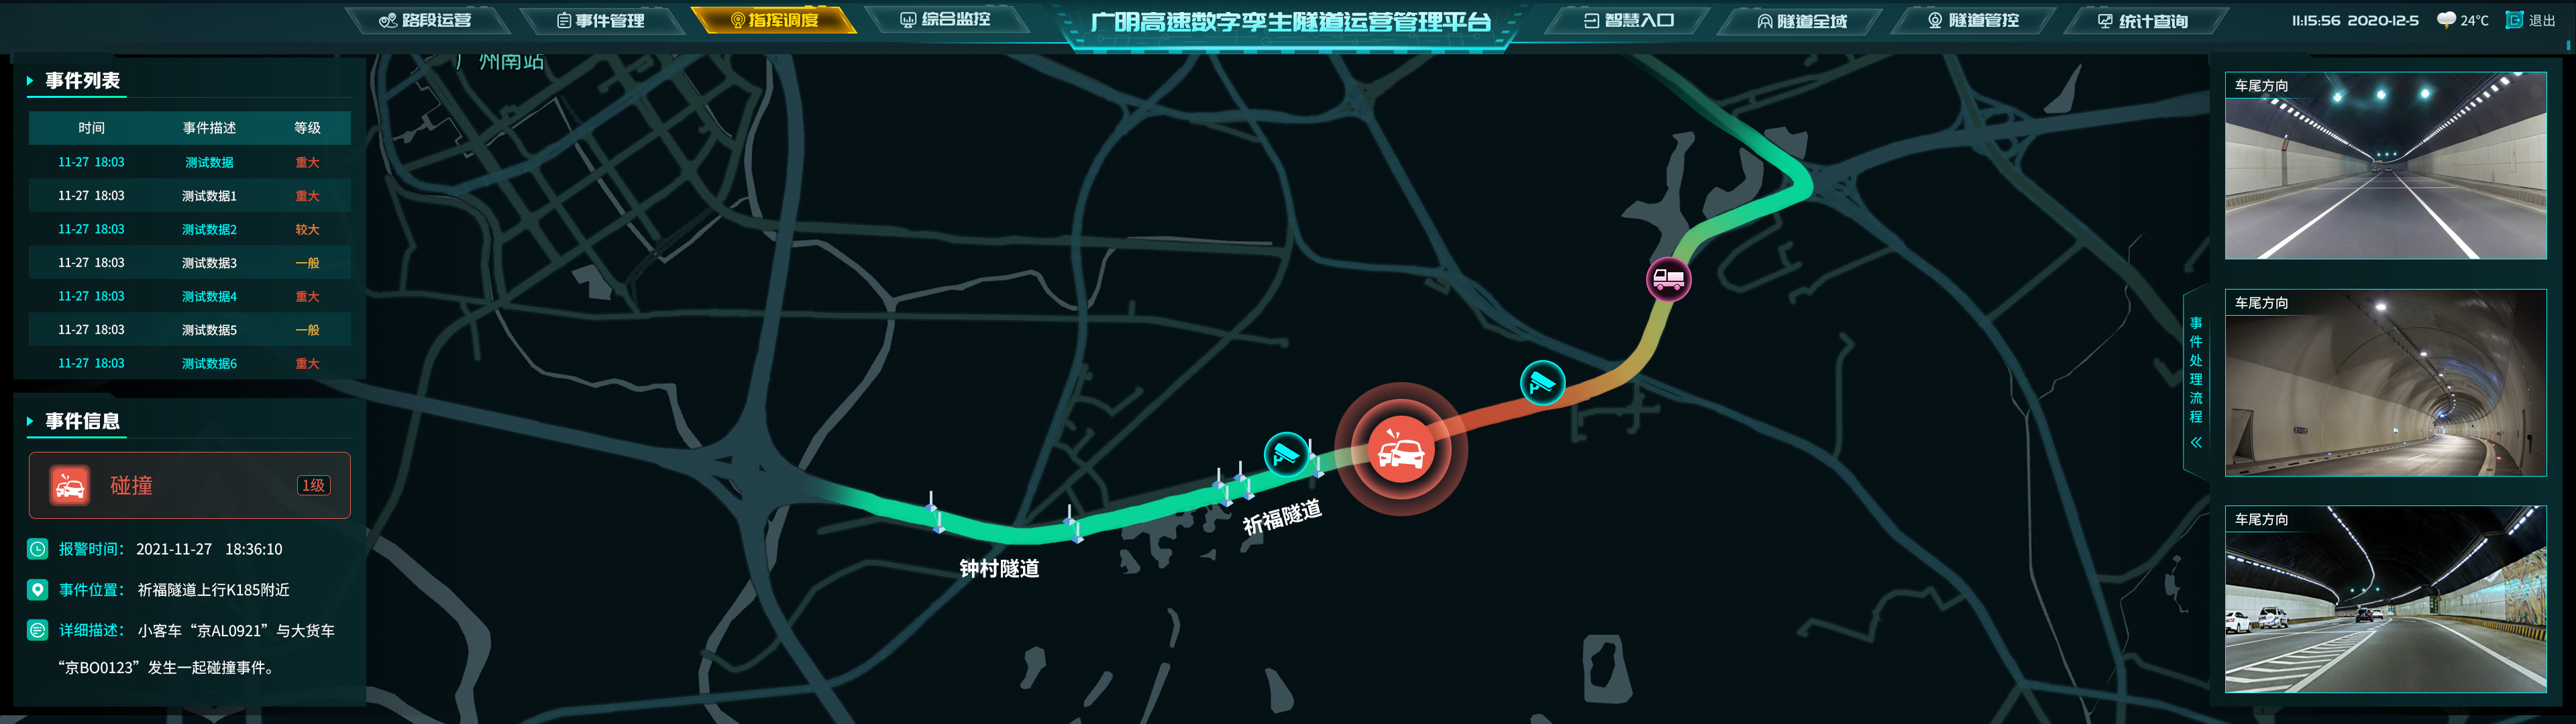 路段运营
事件管理
指挥调度
综合监控
广明高速数字孪生隧道运营管理平台
智慧入口
隧道全域
隧道管控
统计查询
11:15:56 2020-12-5
24℃
退出
广州南站
事件列表
时间 事件描述 等级
11-27 18:03 测试数据 重大
11-27 18:03 测试数据1 重大
11-27 18:03 测试数据2 较大
11-27 18:03 测试数据3 一般
11-27 18:03 测试数据4 重大
11-27 18:03 测试数据5 一般
11-27 18:03 测试数据6 重大
事件信息
碰撞
1级
报警时间： 2021-11-27 18:36:10
事件位置： 祈福隧道上行K185附近
详细描述： 小客车“京AL0921”与大货车
“京BO0123”发生一起碰撞事件。
钟村隧道
祈福隧道
事件处理流程
车尾方向
车尾方向
车尾方向